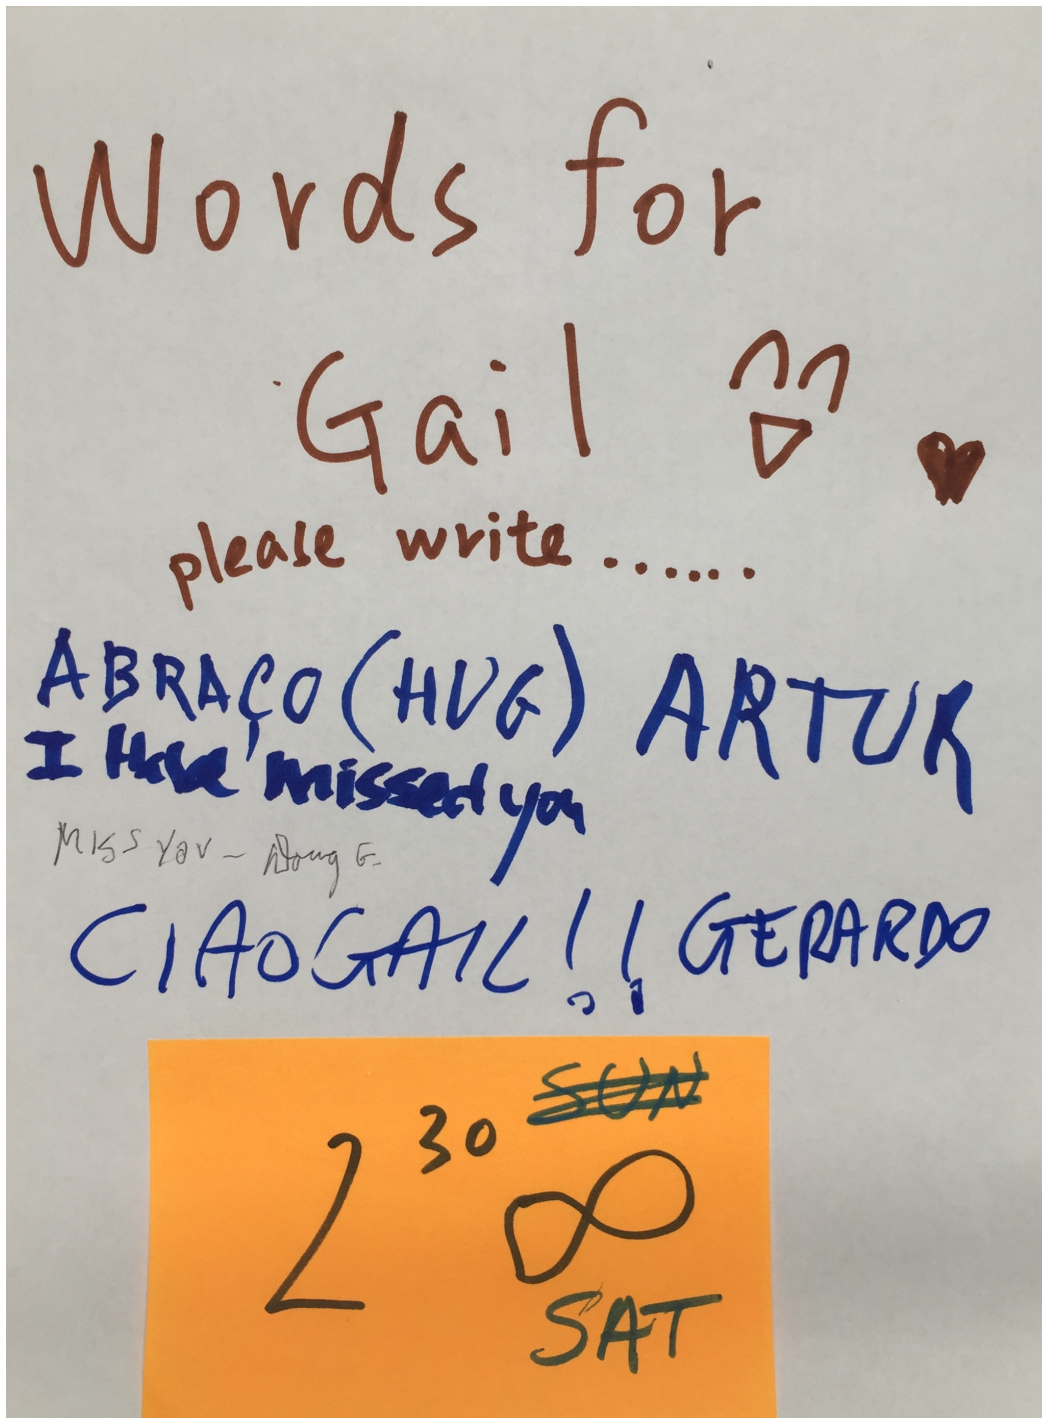 Words for
Gail
please write ......
ABRAÇO (HUG) ARTUR
I Have missed you
Miss you – Doug E.
CIAO GAIL!! GERARDO
SUN
2 30 ∞
SAT